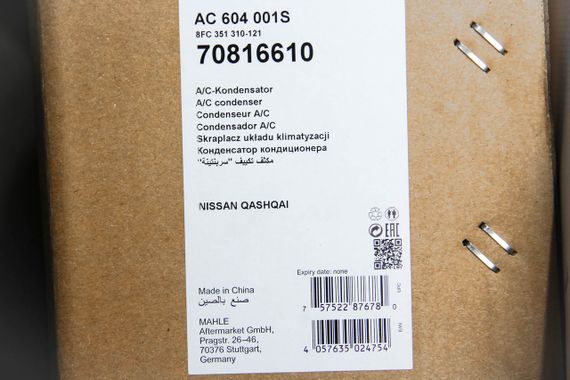 AC 604 001S
8FC 351 310-121
70816610
A/C-Kondensator
A/C condenser
Condenseur A/C
Condensador A/C
Skraplacz układu klimatyzacji
Конденсатор кондиционера
مكثف تكييف "سربنتينة"
NISSAN QASHQAI
EAC
Expiry date: none
Made in China
صنع بالصين
7 57522 87678 0
UPC
MAHLE
Aftermarket GmbH,
Pragstr. 26–46,
70376 Stuttgart,
Germany
4 057635 024754
EAN